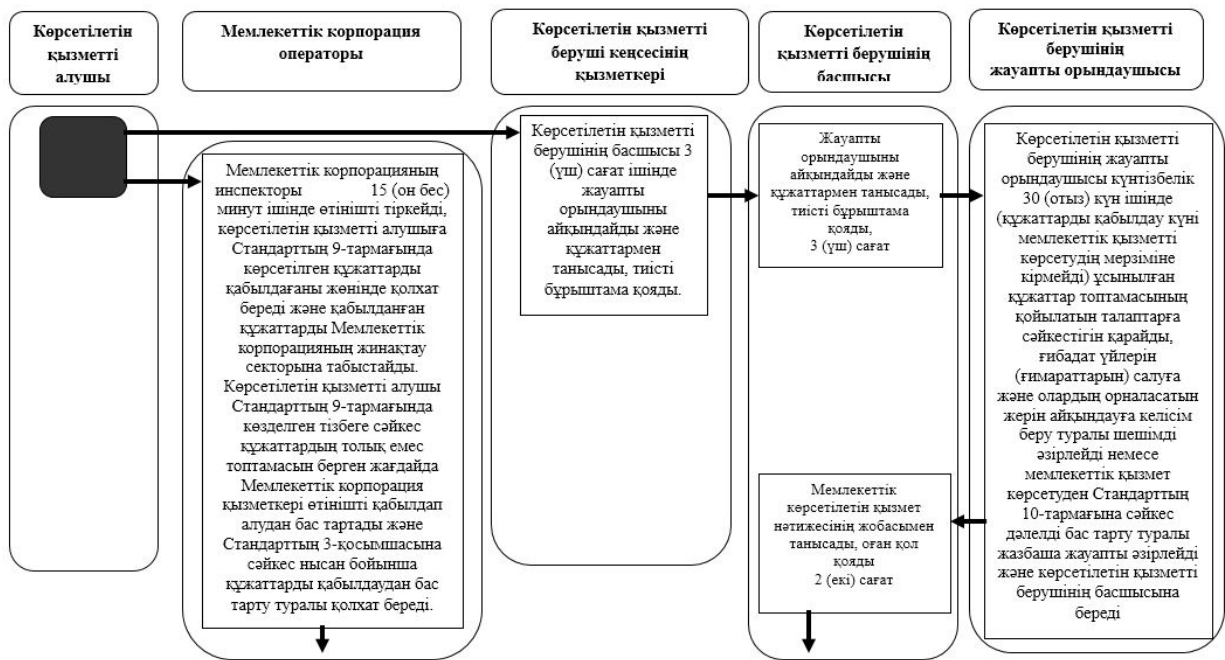 Көрсетілетін
қызметті
алушы
Мемлекеттік корпорация
операторы
Көрсетілетін қызметті
беруші кеңсесінің
қызметкері
Көрсетілетін
қызметті берушінің
басшысы
Көрсетілетін қызметті
берушінің
жауапты орындаушысы
Мемлекеттік корпорацияның
инспекторы 15 (он бес)
минут ішінде өтінішті тіркейді,
көрсетілетін қызметті алушыға
Стандарттың 9-тармағында
көрсетілген құжаттарды
қабылдағаны жөнінде қолхат
береді және қабылданған
құжаттарды Мемлекеттік
корпорацияның жинақтау
секторына табыстайды.
Көрсетілетін қызметті алушы
Стандарттың 9-тармағында
көзделген тізбеге сәйкес
құжаттардың толық емес
топтамасын берген жағдайда
Мемлекеттік корпорация
қызметкері өтінішті қабылдап
алудан бас тартады және
Стандарттың 3-қосымшасына
сәйкес нысан бойынша
құжаттарды қабылдаудан бас
тарту туралы қолхат береді.
Көрсетілетін қызметті
берушінің басшысы 3
(үш) сағат ішінде
жауапты
орындаушыны
айқындайды және
құжаттармен
танысады, тиісті
бұрыштама қояды.
Жауапты
орындаушыны
айқындайды және
құжаттармен танысады,
тиісті бұрыштама
қояды,
3 (үш) сағат
Мемлекеттік
көрсетілетін қызмет
нәтижесінің жобасымен
танысады, оған қол
қояды
2 (екі) сағат
Көрсетілетін қызметті
берушінің жауапты
орындаушысы күнтізбелік
30 (отыз) күн ішінде
(құжаттарды қабылдау күні
мемлекеттік қызметті
көрсетудің мерзіміне
кірмейді) ұсынылған
құжаттар топтамасының
қойылатын талаптарға
сәйкестігін қарайды,
ғибадат үйлерін
(ғимараттарын) салуға
және олардың орналасатын
жерін айқындауға келісім
беру туралы шешімді
әзірлейді немесе
мемлекеттік қызмет
көрсетуден Стандарттың
10-тармағына сәйкес
дәлелді бас тарту туралы
жазбаша жауапты әзірлейді
және көрсетілетін қызметті
берушінің басшысына
береді